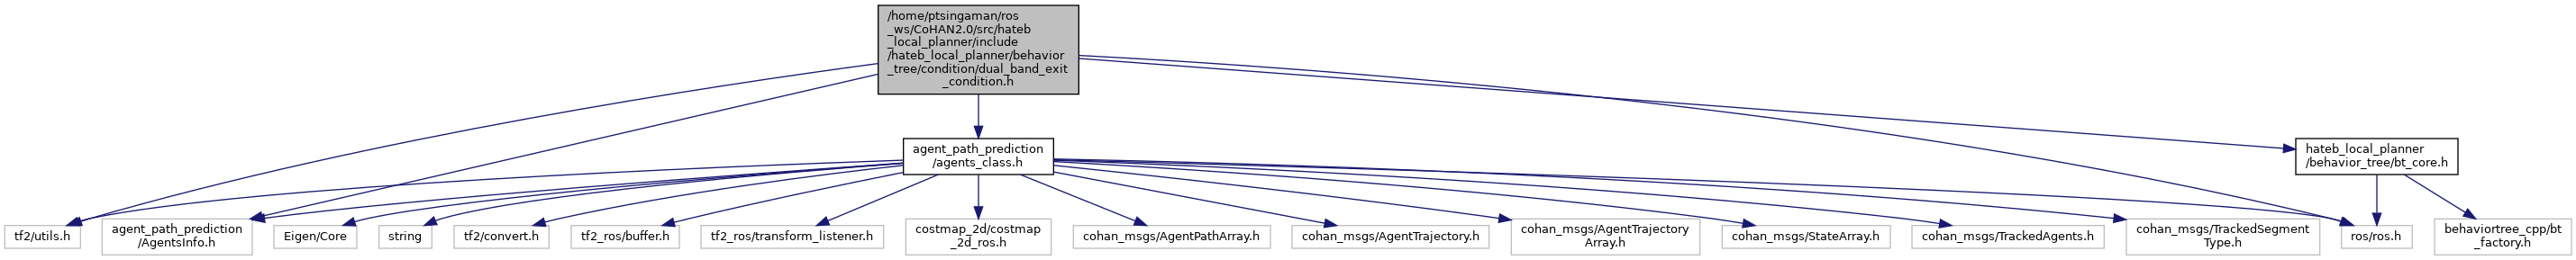 /home/ptsingaman/ros
_ws/CoHAN2.0/src/hateb
_local_planner/include
/hateb_local_planner/behavior
_tree/condition/dual_band_exit
_condition.h
agent_path_prediction
/agents_class.h
hateb_local_planner
/behavior_tree/bt_core.h
tf2/utils.h
agent_path_prediction
/AgentsInfo.h
Eigen/Core
string
tf2/convert.h
tf2_ros/buffer.h
tf2_ros/transform_listener.h
costmap_2d/costmap
_2d_ros.h
cohan_msgs/AgentPathArray.h
cohan_msgs/AgentTrajectory.h
cohan_msgs/AgentTrajectory
Array.h
cohan_msgs/StateArray.h
cohan_msgs/TrackedAgents.h
cohan_msgs/TrackedSegment
Type.h
ros/ros.h
behaviortree_cpp/bt
_factory.h